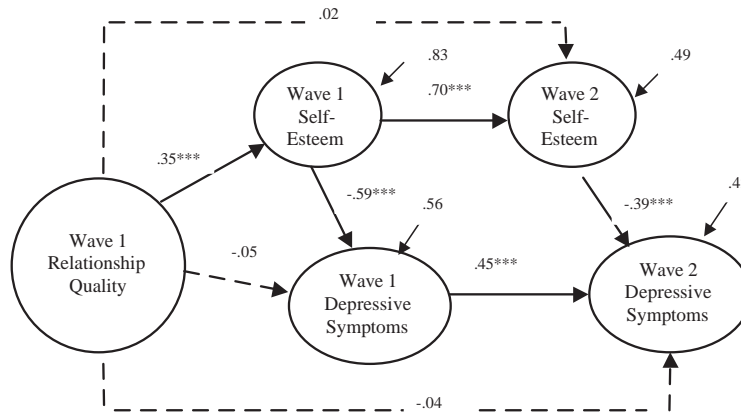 .02
.83
.49
Wave 1
Self-
Esteem
.70***
Wave 2
Self-
Esteem
.35***
-.59***
.56
-.39***
.4
Wave 1
Relationship
Quality
-.05
Wave 1
Depressive
Symptoms
.45***
Wave 2
Depressive
Symptoms
-.04